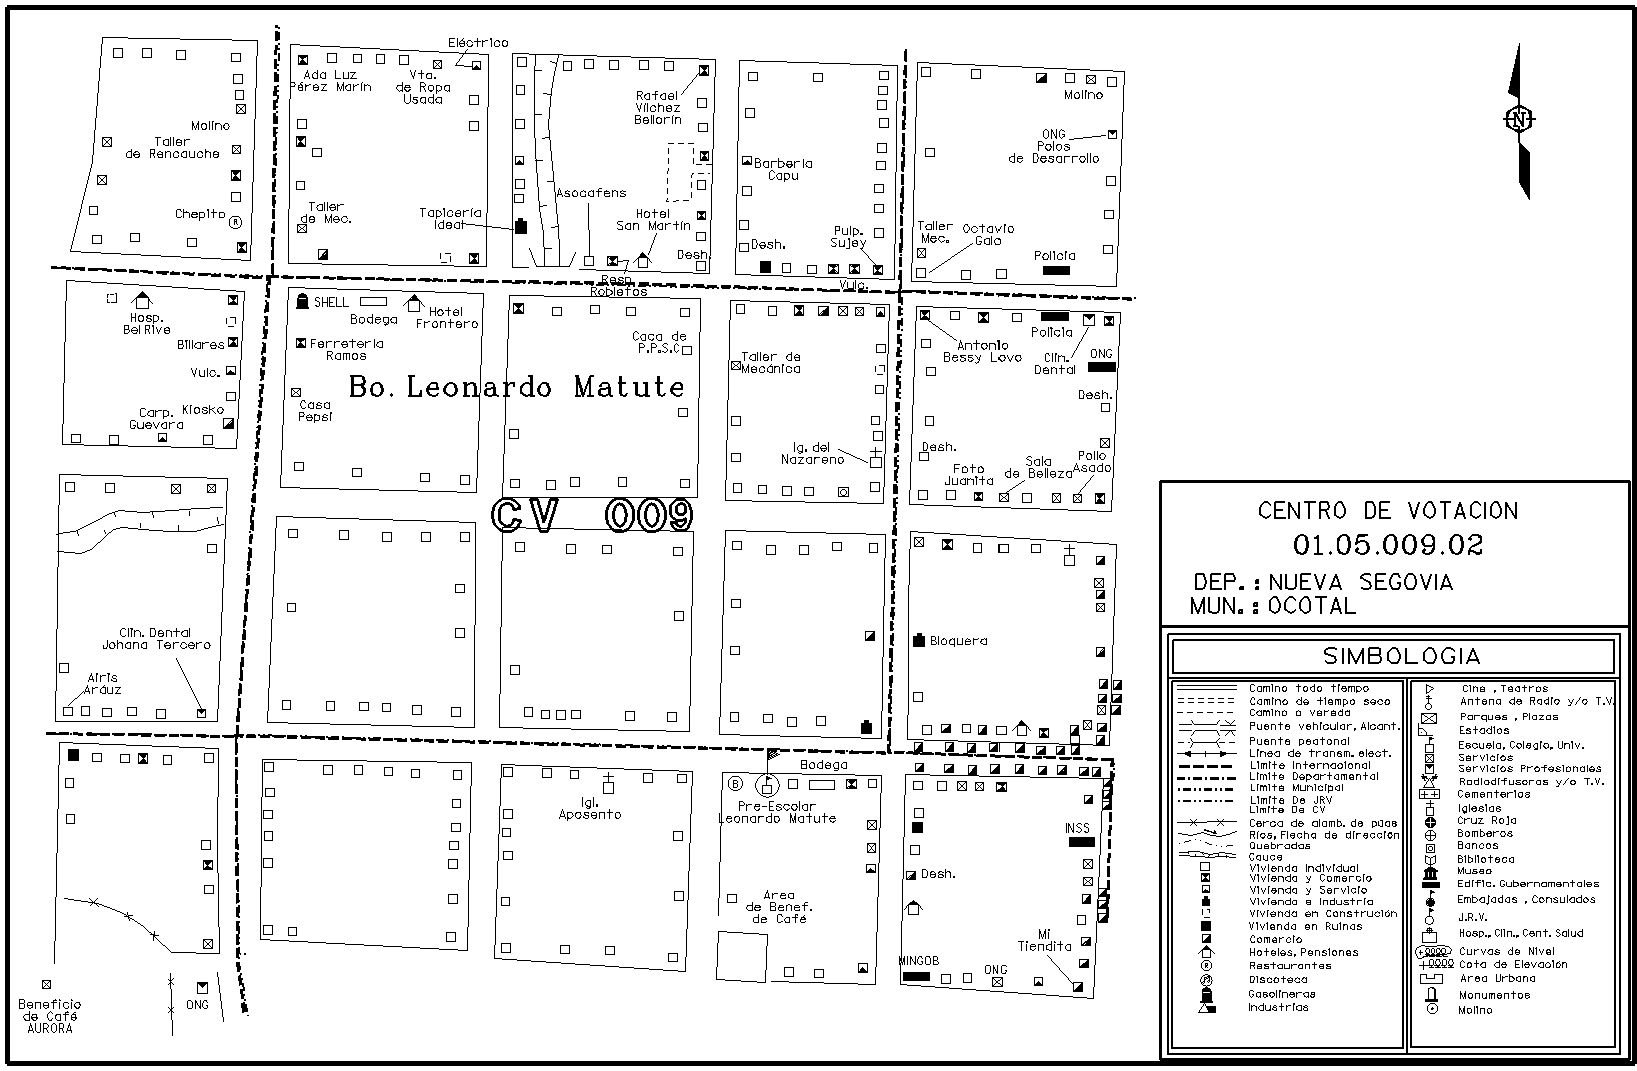 Eléctrico
Ada Luz
Pérez Marín
Vta.
de Ropa
Usada
Rafael
Vílchez
Bellorín
Molino
ONG
Polos
de Desarrollo
Molino
Taller
de Rencauche
Barbería
Capu
Asocafens
Chepito
R
Taller
de Mec.
Tapicería
Ideal
Hotel
San Martín
Desh.
Desh.
Pulp.
Sujey
Taller
Mec.
Octavio
Galo
Policía
Resp.
Robletos
Vulc.
N
Hosp.
Bel Rive
SHELL
Bodega
Hotel
Frontero
Billares
Ferretería
Ramos
Caca de
P.P.S.C
Taller de
Mecánica
Antonio
Bessy Lovo
Policía
Clín.
Dental
ONG
Vulc.
Bo. Leonardo Matute
Casa
Pepsi
Carp.
Guevara
Kiosko
Desh.
Desh.
Ig. del
Nazareno
Foto
Juanita
Sala
de Belleza
Pollo
Asado
CV 009
Clín. Dental
Johana Tercero
Bloquera
Airis
Aráuz
Bodega
B
Pre-Escolar
Leonardo Matute
Igl.
Aposento
INSS
Desh.
Area
de Benef.
de Café
Mi
Tiendita
MINGOB
ONG
Beneficio
de Café
AURORA
ONG
CENTRO DE VOTACION
01.05.009.02
DEP.: NUEVA SEGOVIA
MUN.: OCOTAL
SIMBOLOGIA
Camino todo tiempo
Camino de tiempo seco
Camino o vereda
Puente vehicular, Alcant.
Puente peatonal
Línea de transm. elect.
Límite Internacional
Límite Departamental
Límite Municipal
Límite De JRV
Límite De CV
Cerca de alamb. de púas
Ríos, Flecha de dirección
Quebradas
Cauce
Vivienda Individual
Vivienda y Comercio
Vivienda y Servicio
Vivienda e Industria
Vivienda en Construción
Vivienda en Ruinas
Comercio
Hoteles, Pensiones
Restaurantes
Discoteca
Gasolineras
Industrias
Cine , Teatros
Antena de Radio y/o T.V.
Parques , Plazas
Estadios
Escuela, Colegio, Univ.
Servicios
Servicios Profesionales
Radiodifusoras y/o T.V.
Cementerios
Iglesias
Cruz Roja
Bomberos
Bancos
Biblioteca
Museo
Edific. Gubernamentales
Embajadas , Consulados
J.R.V.
Hosp., Clin., Cent. Salud
Curvas de Nivel
Cota de Elevación
Area Urbana
Monumentos
Molino